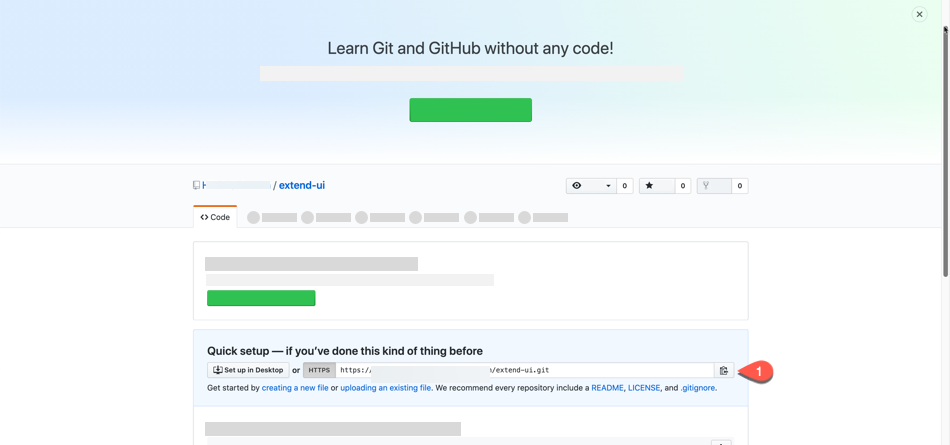 Learn Git and GitHub without any code!
/ extend-ui
0
0
0
Code
Quick setup — if you’ve done this kind of thing before
Set up in Desktop or HTTPS https:/ /extend-ui.git
1
Get started by creating a new file or uploading an existing file. We recommend every repository include a README, LICENSE, and .gitignore.